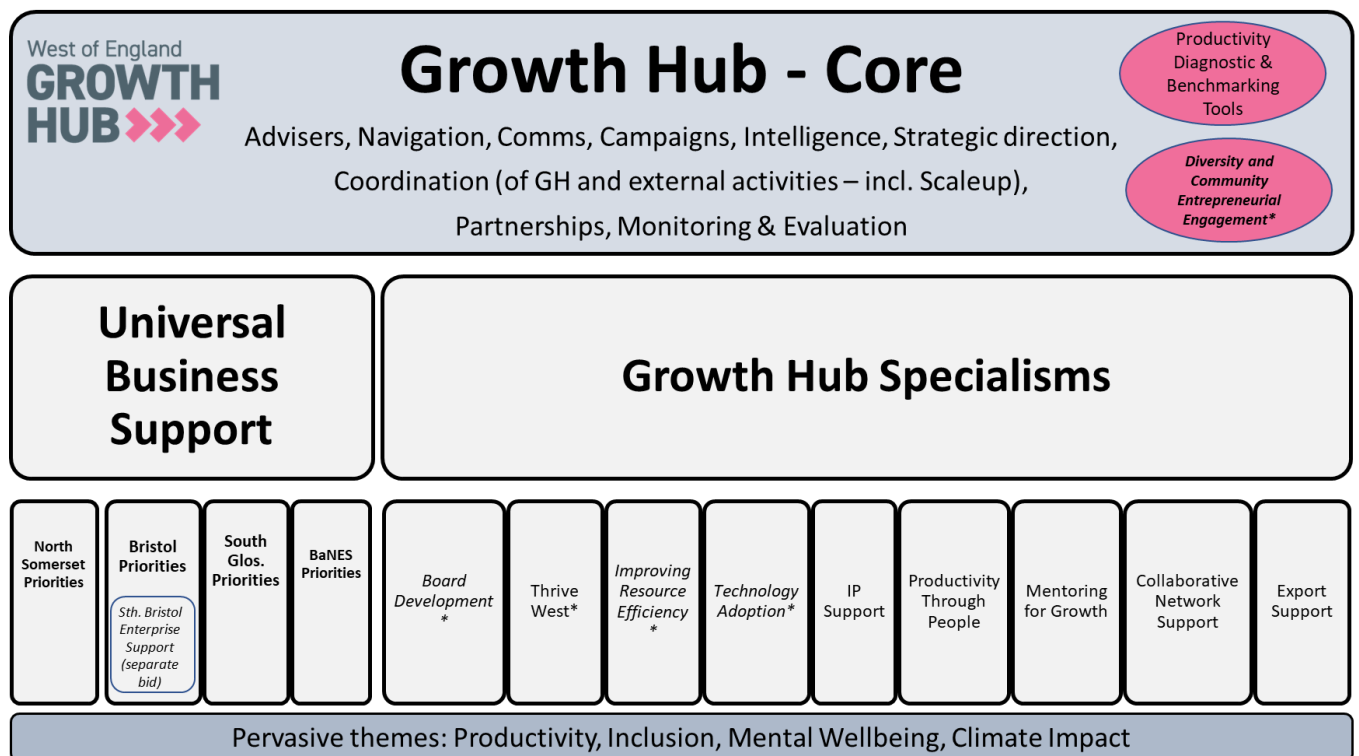 West of England
GROWTH
HUB
Growth Hub - Core
Advisers, Navigation, Comms, Campaigns, Intelligence, Strategic direction,
Coordination (of GH and external activities – incl. Scaleup),
Partnerships, Monitoring & Evaluation
Productivity
Diagnostic &
Benchmarking
Tools
Diversity and
Community
Entrepreneurial
Engagement*
Universal
Business
Support
Growth Hub Specialisms
North
Somerset
Priorities
Bristol
Priorities
Sth. Bristol
Enterprise
Support
(separate
bid)
South
Glos.
Priorities
BaNES
Priorities
Board
Development
*
Thrive
West*
Improving
Resource
Efficiency
*
Technology
Adoption*
IP
Support
Productivity
Through
People
Mentoring
for Growth
Collaborative
Network
Support
Export
Support
Pervasive themes: Productivity, Inclusion, Mental Wellbeing, Climate Impact